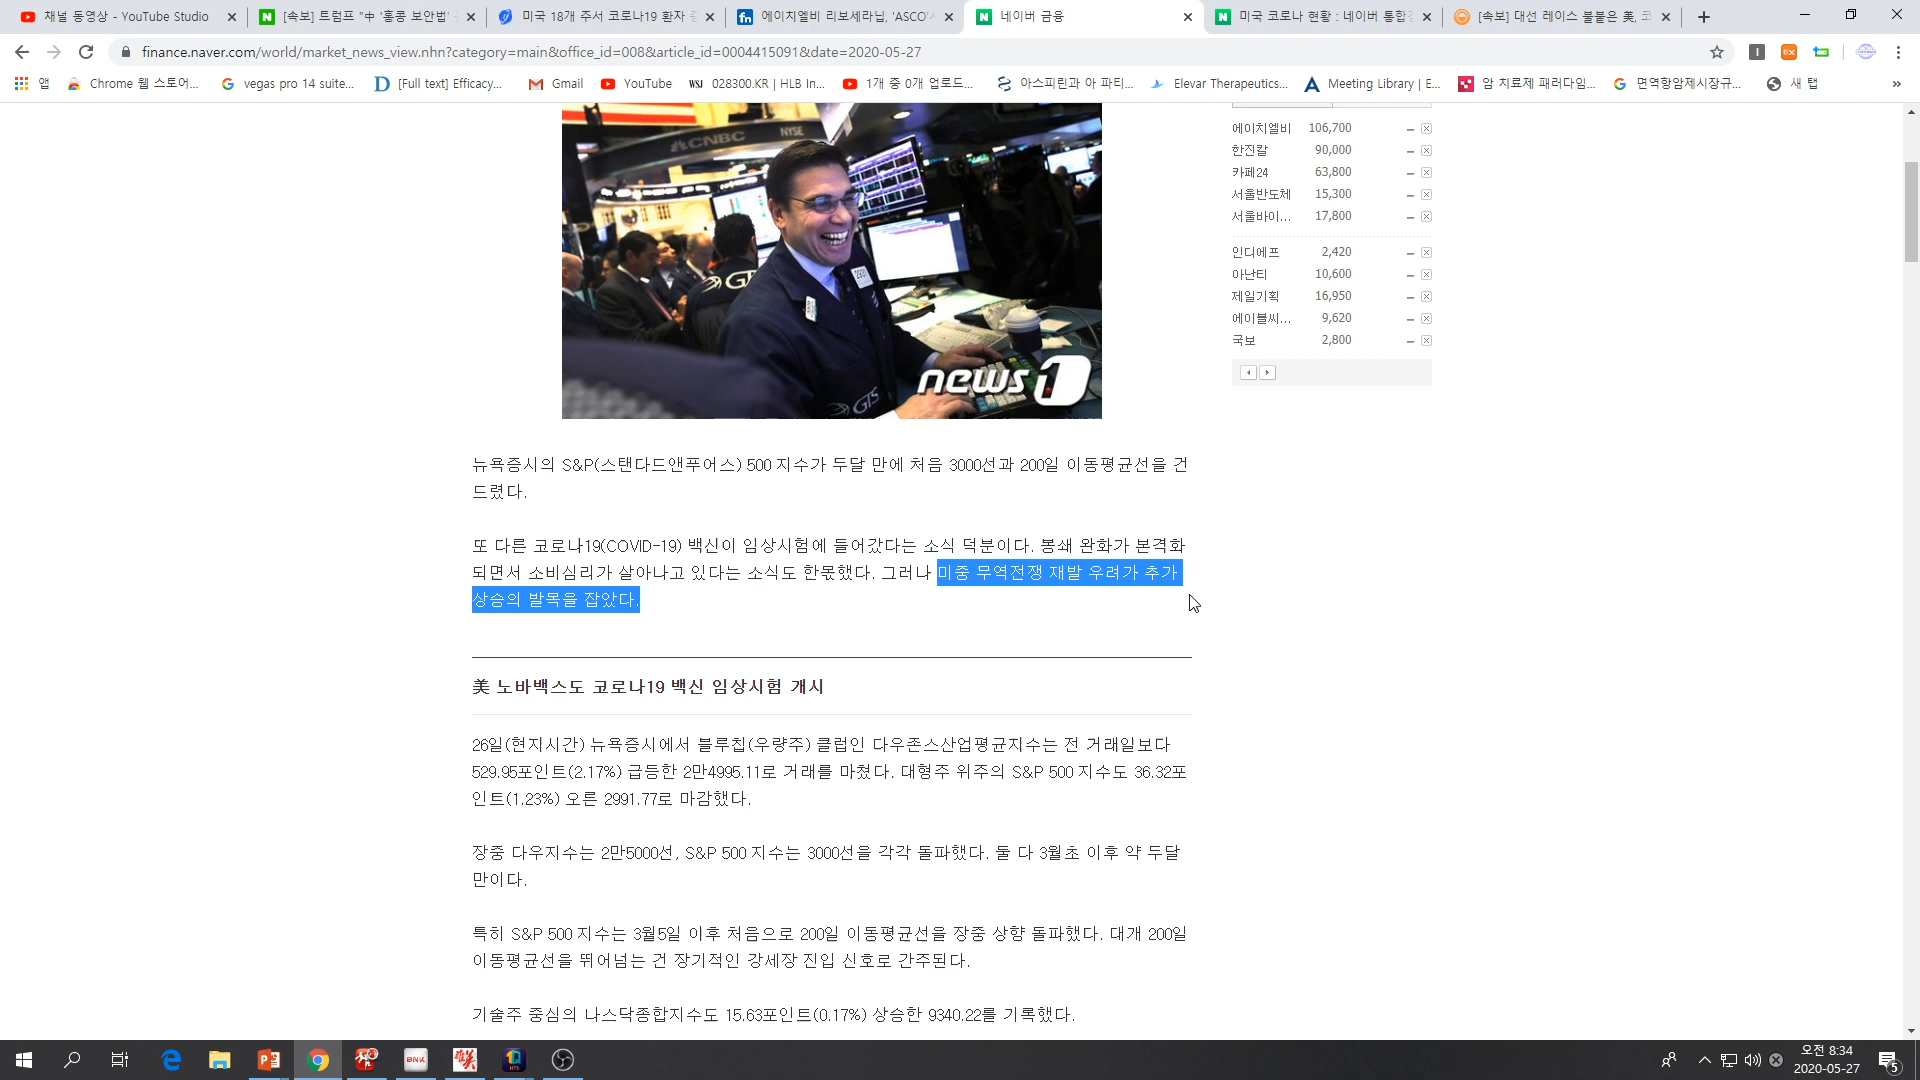 채널 동영상 - YouTube Studio
[속보] 트럼프 "中 '홍콩 보안법'
미국 18개 주서 코로나19 환자 증
에이치엘비 리보세라닙, 'ASCO'
네이버 금융
미국 코로나 현황 : 네이버 통합
[속보] 대선 레이스 불붙은 美, 코
finance.naver.com/world/market_news_view.nhn?category=main&office_id=008&article_id=0004415091&date=2020-05-27
앱
Chrome 웹 스토어...
vegas pro 14 suite...
[Full text] Efficacy...
Gmail
YouTube
WSJ 028300.KR | HLB In...
1개 중 0개 업로드...
아스피린과 아 파티...
Elevar Therapeutics...
Meeting Library | E...
암 치료제 패러다임...
면역항암제시장규...
새 탭
»
CNBC
NYSE
GTS
GTS
news1
에이치엘비 106,700
한진칼 90,000
카페24 63,800
서울반도체 15,300
서울바이... 17,800
인디에프 2,420
아난티 10,600
제일기획 16,950
에이블씨... 9,620
국보 2,800
뉴욕증시의 S&P(스탠다드앤푸어스) 500 지수가 두달 만에 처음 3000선과 200일 이동평균선을 건
드렸다.
또 다른 코로나19(COVID-19) 백신이 임상시험에 들어갔다는 소식 덕분이다. 봉쇄 완화가 본격화
되면서 소비심리가 살아나고 있다는 소식도 한몫했다. 그러나 미중 무역전쟁 재발 우려가 추가
상승의 발목을 잡았다.
美 노바백스도 코로나19 백신 임상시험 개시
26일(현지시간) 뉴욕증시에서 블루칩(우량주) 클럽인 다우존스산업평균지수는 전 거래일보다
529.95포인트(2.17%) 급등한 2만4995.11로 거래를 마쳤다. 대형주 위주의 S&P 500 지수도 36.32포
인트(1.23%) 오른 2991.77로 마감했다.
장중 다우지수는 2만5000선, S&P 500 지수는 3000선을 각각 돌파했다. 둘 다 3월초 이후 약 두달
만이다.
특히 S&P 500 지수는 3월5일 이후 처음으로 200일 이동평균선을 장중 상향 돌파했다. 대개 200일
이동평균선을 뛰어넘는 건 장기적인 강세장 진입 신호로 간주된다.
기술주 중심의 나스닥종합지수도 15.63포인트(0.17%) 상승한 9340.22를 기록했다.
BNK
HTS
오전 8:34
2020-05-27
5